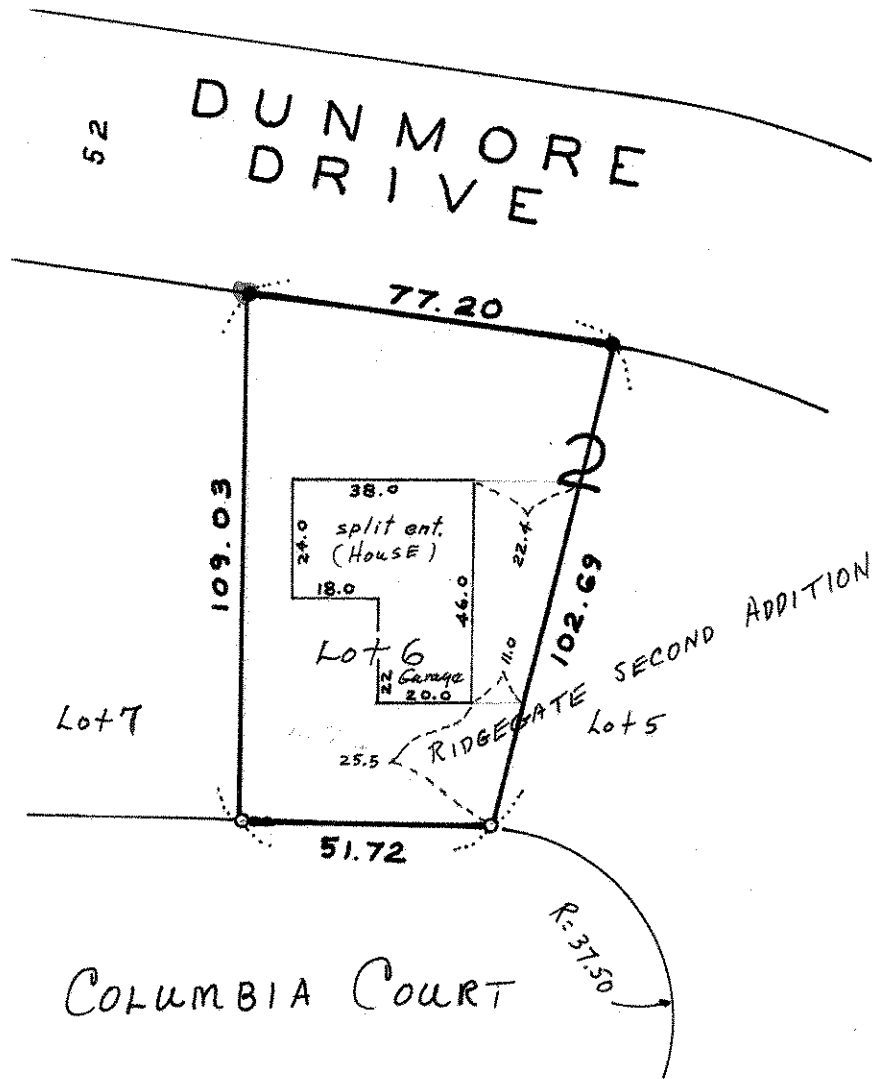 DUNMORE
DRIVE
52
77.20
2
109.03
38.0
24.0
split ent.
(HOUSE)
22.4
18.0
46.0
102.69
RIDGEGATE SECOND ADDITION
Lot 6
11.0
22
Garage
20.0
Lot 7
Lot 5
25.5
51.72
R=37.50
COLUMBIA COURT